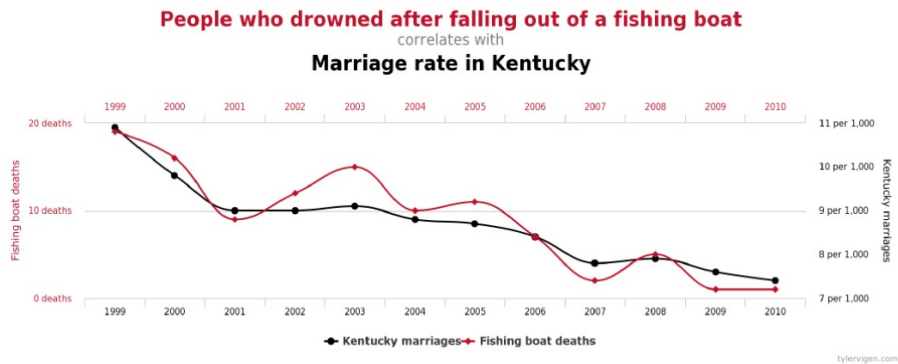 People who drowned after falling out of a fishing boat
correlates with
Marriage rate in Kentucky
1999 2000 2001 2002 2003 2004 2005 2006 2007 2008 2009 2010
20 deaths
11 per 1,000
10 per 1,000
Fishing boat deaths
Kentucky marriages
10 deaths
9 per 1,000
8 per 1,000
0 deaths
7 per 1,000
1999 2000 2001 2002 2003 2004 2005 2006 2007 2008 2009 2010
Kentucky marriages Fishing boat deaths
tylervigen.com